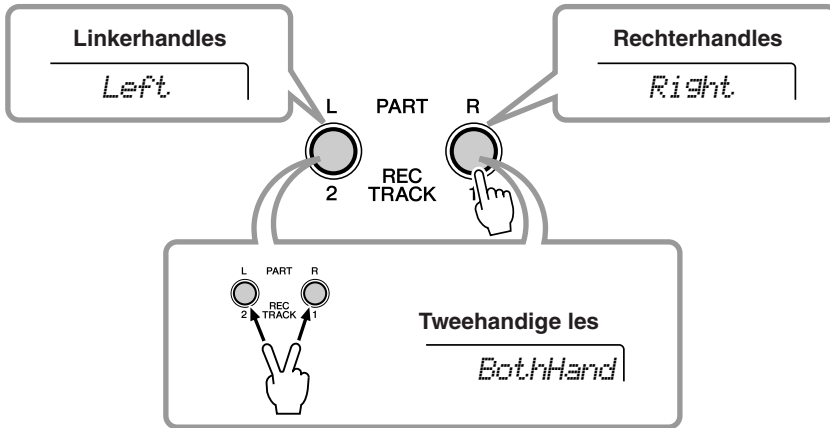 Linkerhandles
Left
Rechterhandles
Right
L PART R
REC
2 TRACK 1
L PART R
REC
2 TRACK 1
Tweehandige les
BothHand